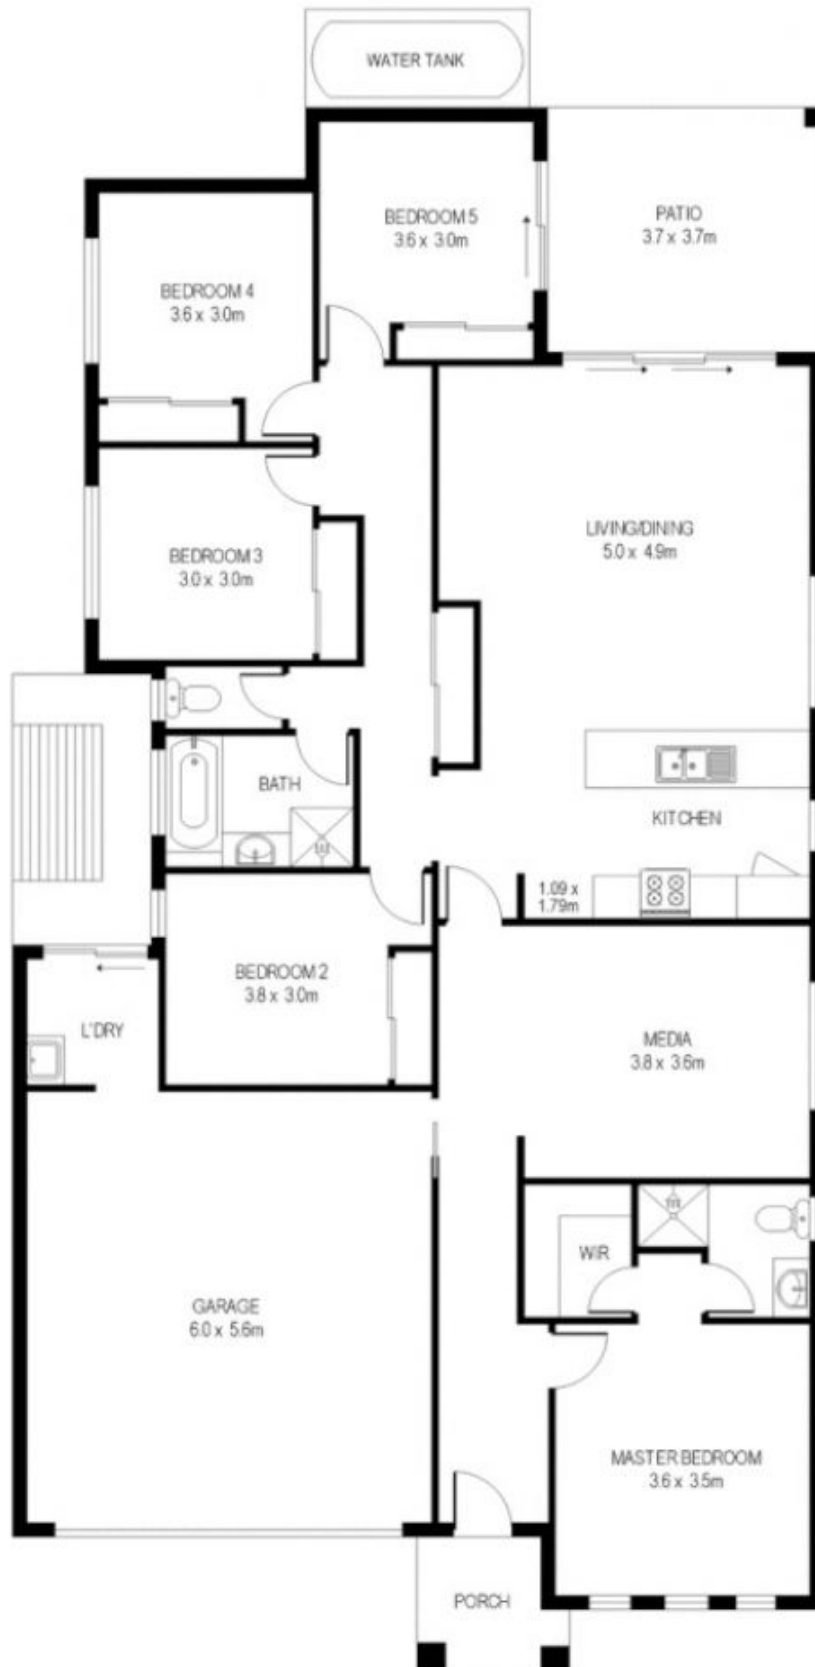 WATER TANK
BEDROOM 5
3.6 x 3.0m
PATIO
3.7 x 3.7m
BEDROOM 4
3.6 x 3.0m
LIVING/DINING
5.0 x 4.9m
BEDROOM 3
3.0 x 3.0m
BATH
KITCHEN
1.09 x
1.79m
BEDROOM 2
3.8 x 3.0m
L'DRY
MEDIA
3.8 x 3.6m
WIR
GARAGE
6.0 x 5.6m
MASTER BEDROOM
3.6 x 3.5m
PORCH